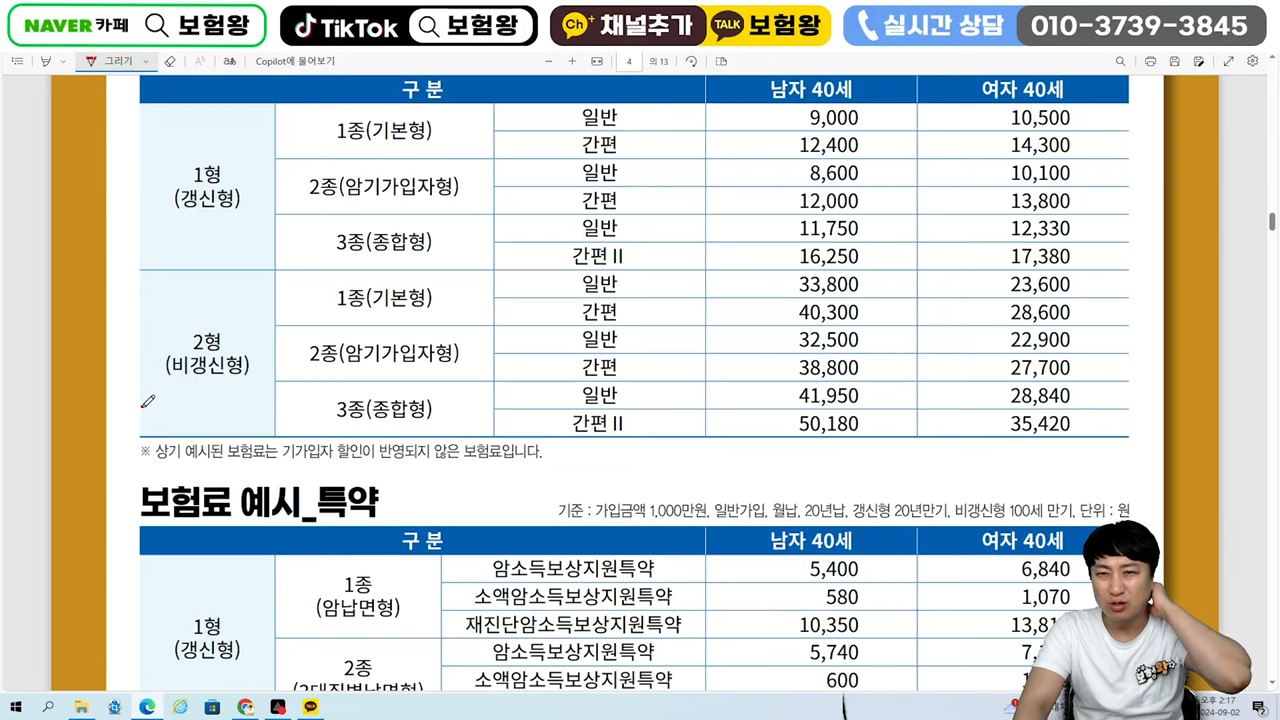 NAVER 카페 보험왕 TikTok 보험왕 Ch+ 채널추가 TALK 보험왕 실시간 상담 010-3739-3845
그리기 가あ Copilot에 물어보기 4 의 13
구 분 남자 40세 여자 40세
1형
(갱신형)
1종(기본형) 일반 9,000 10,500
간편 12,400 14,300
2종(암기가입자형) 일반 8,600 10,100
간편 12,000 13,800
3종(종합형) 일반 11,750 12,330
간편Ⅱ 16,250 17,380
2형
(비갱신형)
1종(기본형) 일반 33,800 23,600
간편 40,300 28,600
2종(암기가입자형) 일반 32,500 22,900
간편 38,800 27,700
3종(종합형) 일반 41,950 28,840
간편Ⅱ 50,180 35,420
※ 상기 예시된 보험료는 기가입자 할인이 반영되지 않은 보험료입니다.
보험료 예시_특약
기준 : 가입금액 1,000만원, 일반가입, 월납, 20년납, 갱신형 20년만기, 비갱신형 100세 만기, 단위 : 원
구 분 남자 40세 여자 40세
1형
(갱신형)
1종
(암납면형)
암소득보상지원특약 5,400 6,840
소액암소득보상지원특약 580 1,070
재진단암소득보상지원특약 10,350
2종
암소득보상지원특약 5,740
소액암소득보상지원특약 600
오후 2:17
2024-09-02